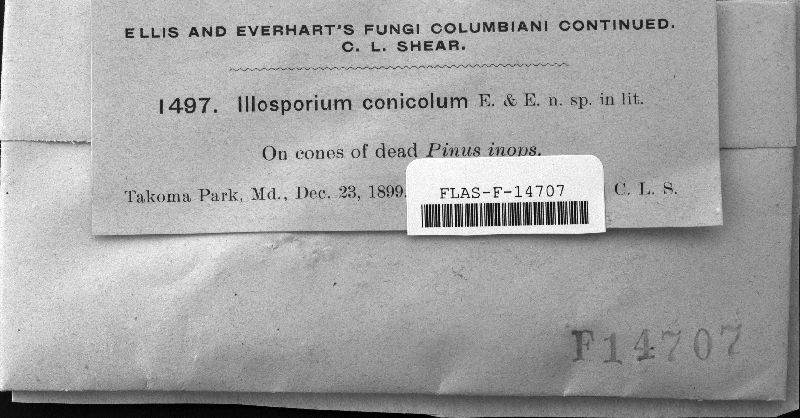 ELLIS AND EVERHART'S FUNGI COLUMBIANI CONTINUED.
C. L. SHEAR.
1497. Illosporium conicolum E. & E. n. sp. in lit.
On cones of dead Pinus inops.
Takoma Park, Md., Dec. 23, 1899. C. L. S.
FLAS-F-14707
F14707